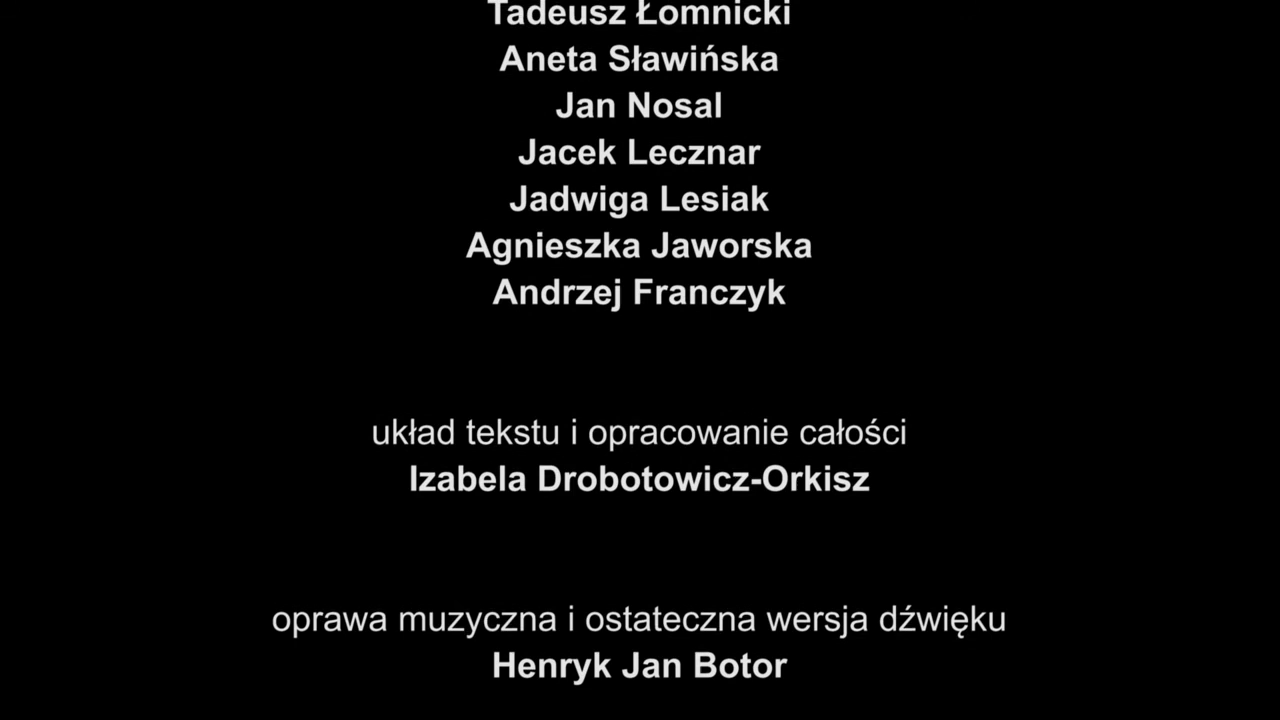 Tadeusz Łomnicki
Aneta Sławińska
Jan Nosal
Jacek Lecznar
Jadwiga Lesiak
Agnieszka Jaworska
Andrzej Franczyk
układ tekstu i opracowanie całości
Izabela Drobotowicz-Orkisz
oprawa muzyczna i ostateczna wersja dźwięku
Henryk Jan Botor